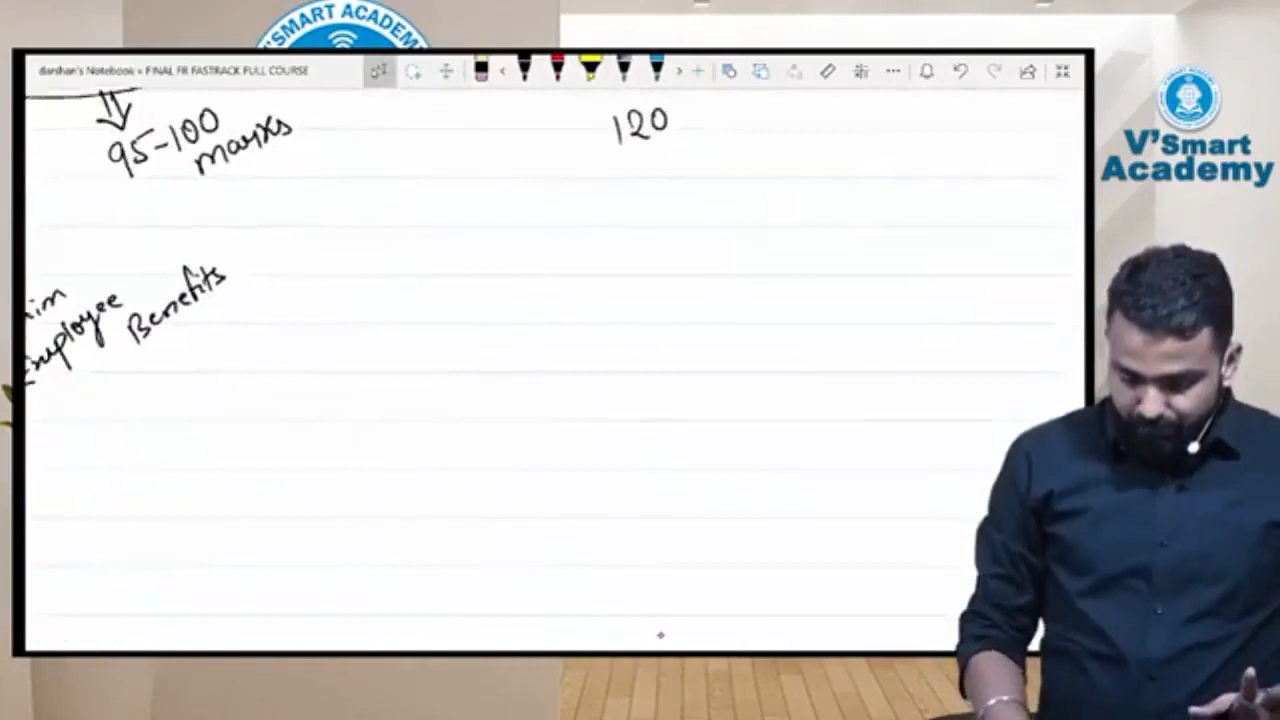 V'SMART ACADEMY
darshan's Notebook » FINAL FR FASTRACK FULL COURSE
95-100
marks
120
Employee Benefits
V'Smart
Academy